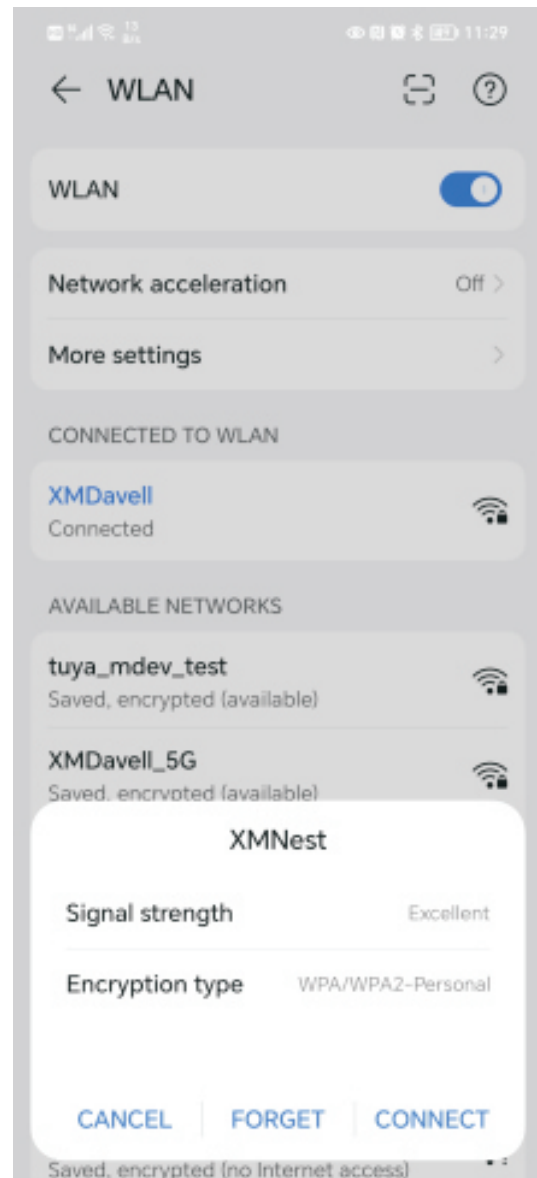 11:29
WLAN
WLAN
Network acceleration Off
More settings
CONNECTED TO WLAN
XMDavell
Connected
AVAILABLE NETWORKS
tuya_mdev_test
Saved, encrypted (available)
XMDavell_5G
Saved, encrypted (available)
XMNest
Signal strength Excellent
Encryption type WPA/WPA2-Personal
CANCEL FORGET CONNECT
Saved, encrypted (no Internet access)